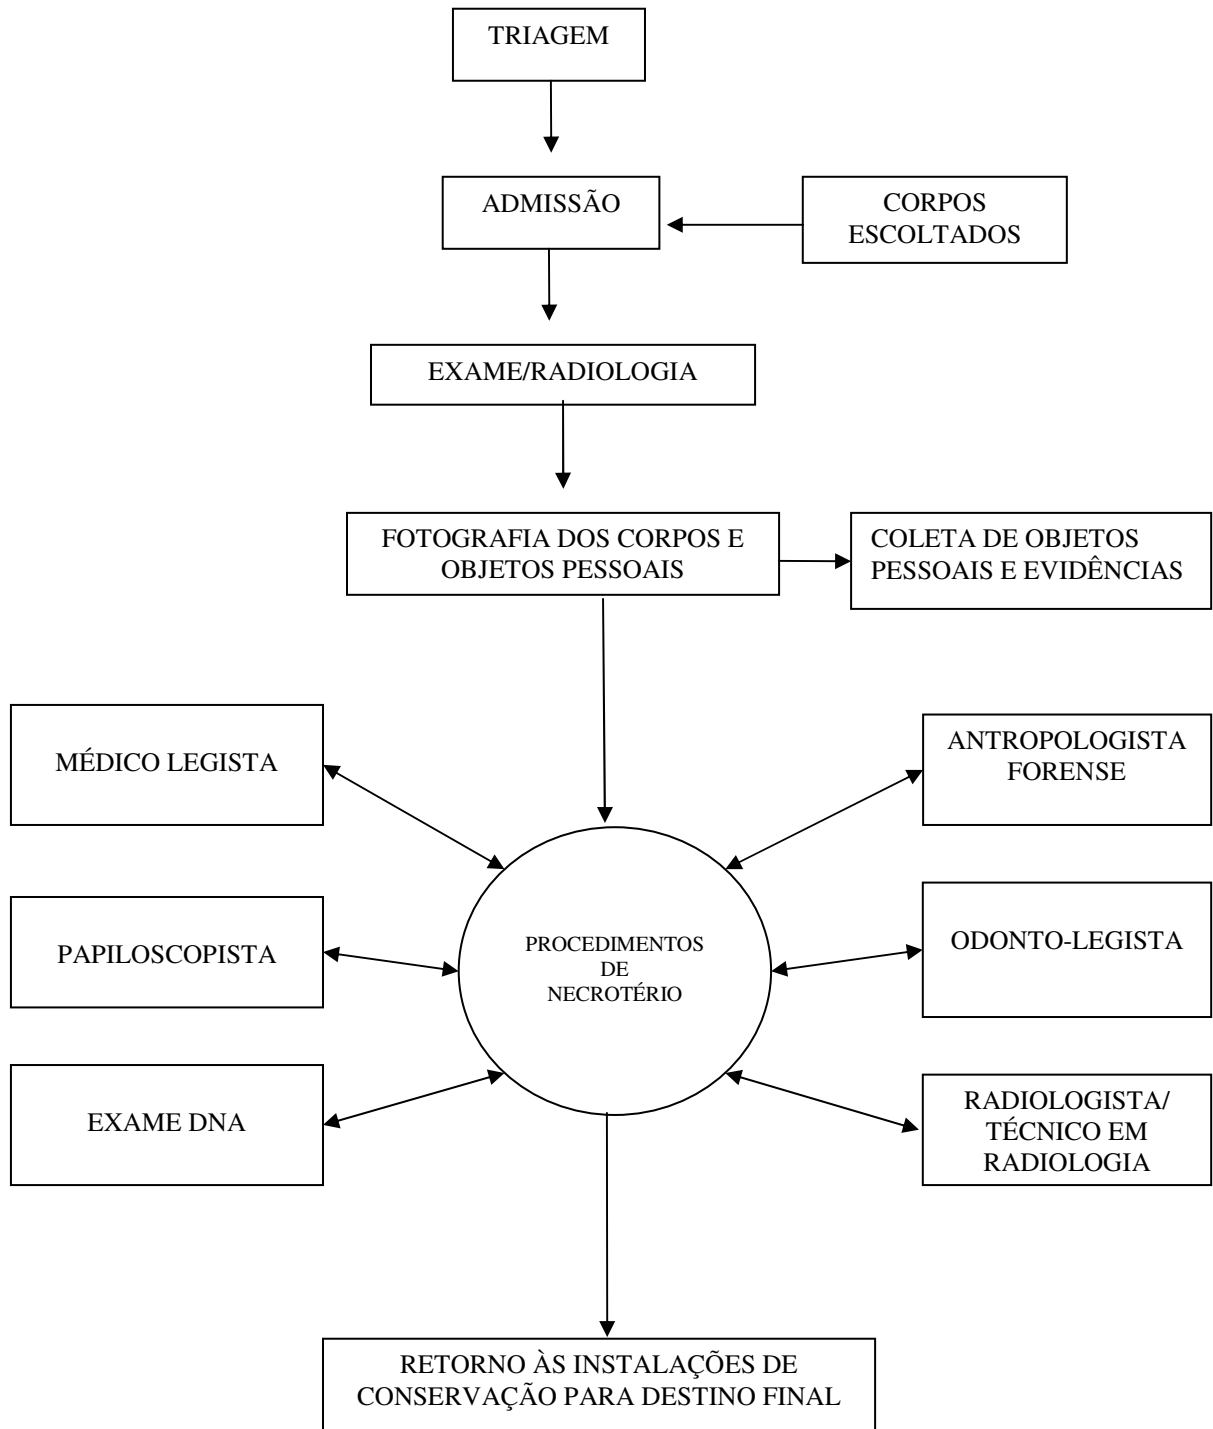 TRIAGEM
ADMISSÃO
CORPOS
ESCOLTADOS
EXAME/RADIOLOGIA
FOTOGRAFIA DOS CORPOS E
OBJETOS PESSOAIS
COLETA DE OBJETOS
PESSOAIS E EVIDÊNCIAS
MÉDICO LEGISTA
ANTROPOLOGISTA
FORENSE
PAPILOSCOPISTA
PROCEDIMENTOS
DE
NECROTÉRIO
ODONTO-LEGISTA
EXAME DNA
RADIOLOGISTA/
TÉCNICO EM
RADIOLOGIA
RETORNO ÀS INSTALAÇÕES DE
CONSERVAÇÃO PARA DESTINO FINAL